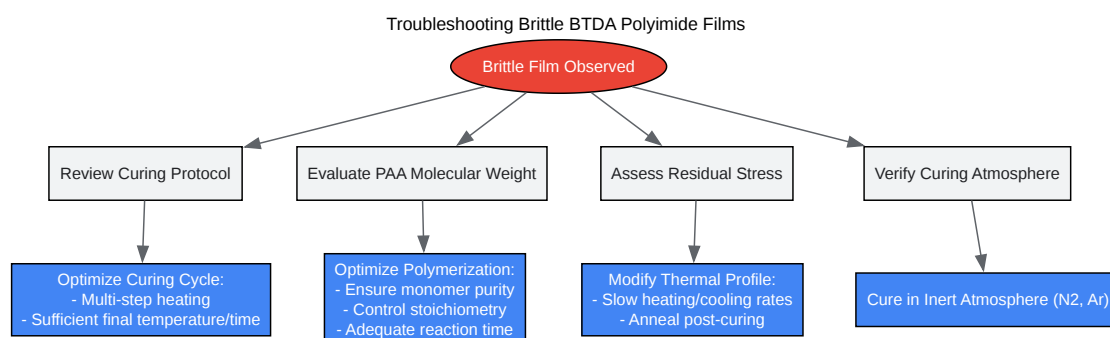 Troubleshooting Brittle BTDA Polyimide Films
Brittle Film Observed
Review Curing Protocol
Evaluate PAA Molecular Weight
Assess Residual Stress
Verify Curing Atmosphere
Optimize Curing Cycle:
- Multi-step heating
- Sufficient final temperature/time
Optimize Polymerization:
- Ensure monomer purity
- Control stoichiometry
- Adequate reaction time
Modify Thermal Profile:
- Slow heating/cooling rates
- Anneal post-curing
Cure in Inert Atmosphere (N2, Ar)